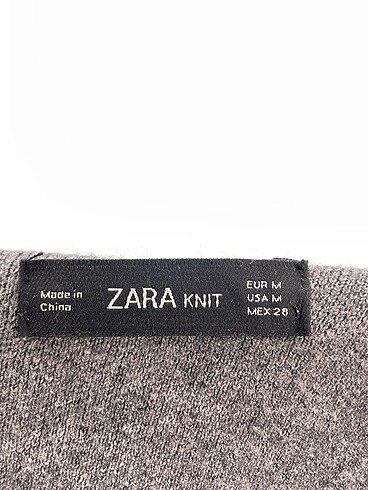 Made in
China
ZARA KNIT
EUR M
USA M
MEX 28